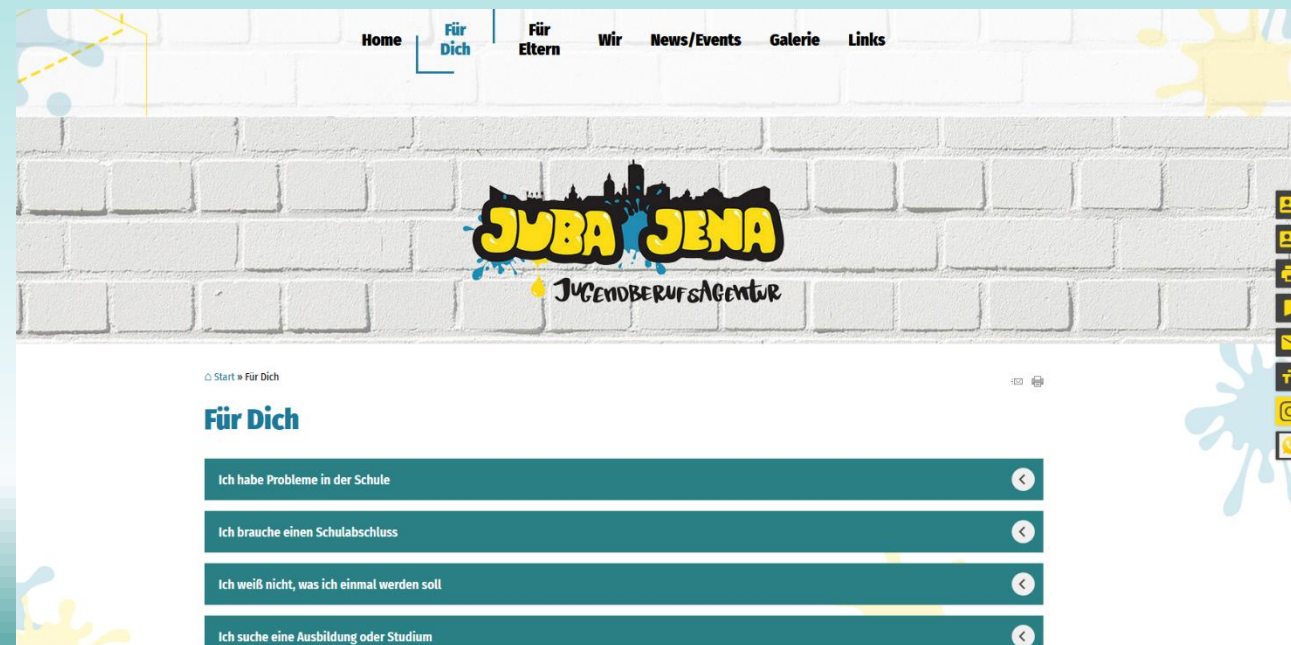 Home
Für
Dich
Für
Eltern
Wir
News/Events
Galerie
Links
JUBA JENA
JUGENDBERUFSAGENTUR
Start » Für Dich
Für Dich
Ich habe Probleme in der Schule
Ich brauche einen Schulabschluss
Ich weiß nicht, was ich einmal werden soll
Ich suche eine Ausbildung oder Studium